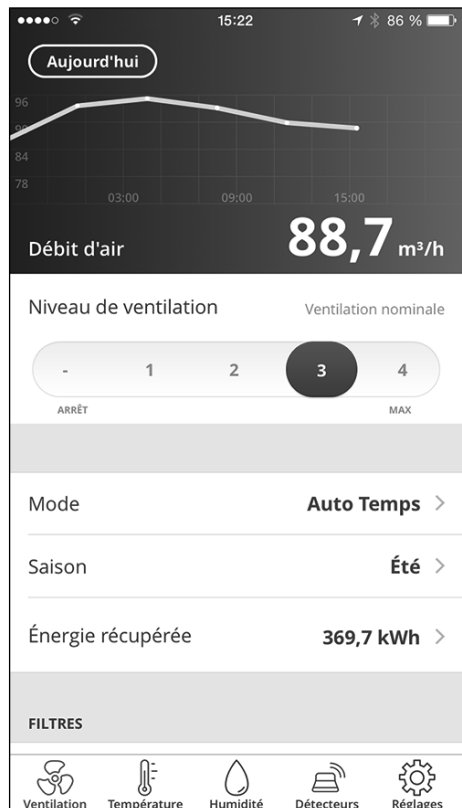 15:22 86 %
Aujourd'hui
96
90
84
78
03:00 09:00 15:00
Débit d'air 88,7 m³/h
Niveau de ventilation Ventilation nominale
- 1 2 3 4
ARRÊT MAX
Mode Auto Temps
Saison Été
Énergie récupérée 369,7 kWh
FILTRES
Ventilation Température Humidité Détecteurs Réglages